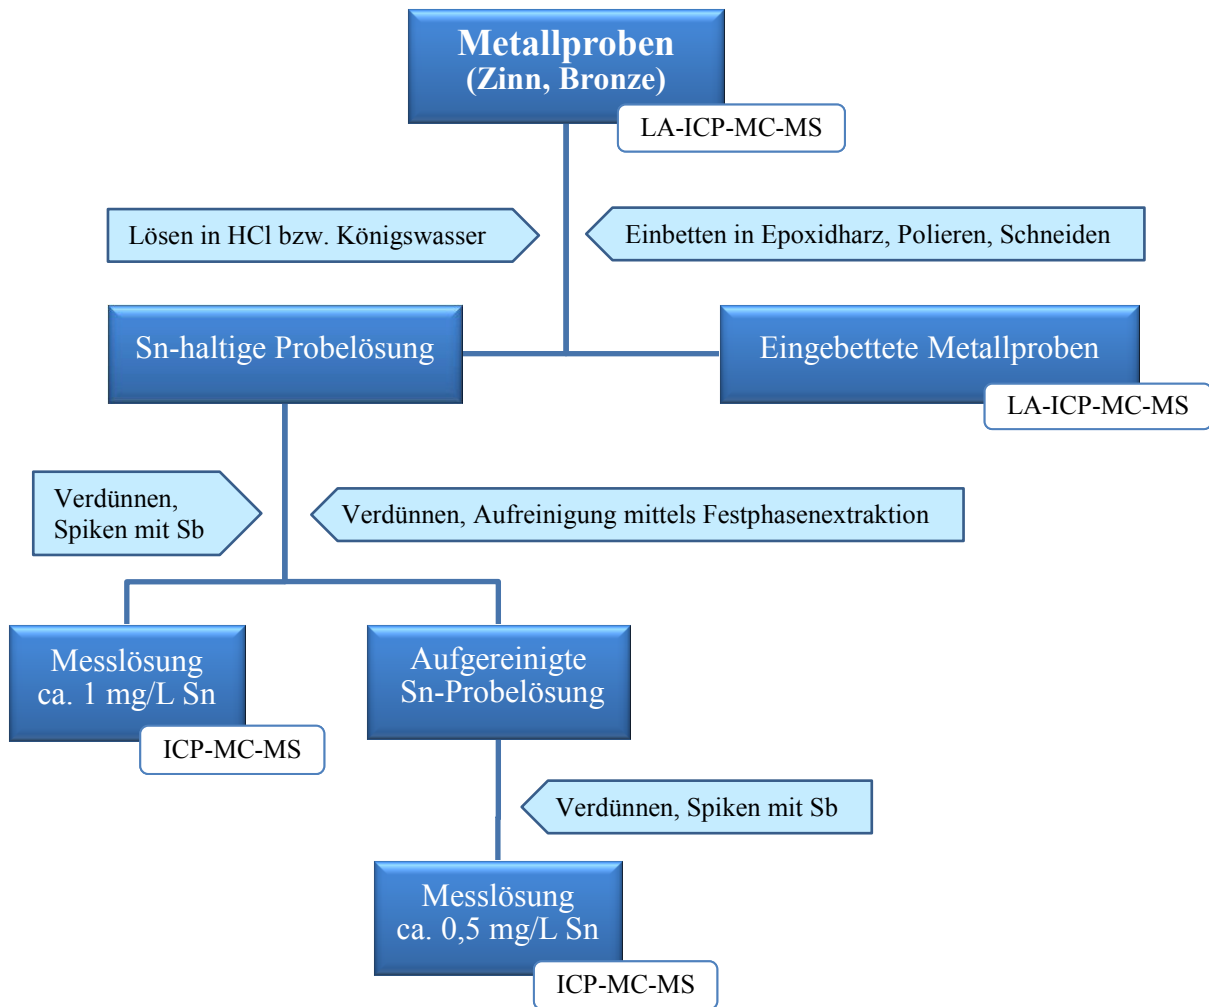 Metallproben
(Zinn, Bronze)
LA-ICP-MC-MS
Lösen in HCl bzw. Königswasser
Einbetten in Epoxidharz, Polieren, Schneiden
Sn-haltige Probelösung
Eingebettete Metallproben
LA-ICP-MC-MS
Verdünnen,
Spiken mit Sb
Verdünnen, Aufreinigung mittels Festphasenextraktion
Messlösung
ca. 1 mg/L Sn
ICP-MC-MS
Aufgereinigte
Sn-Probelösung
Verdünnen, Spiken mit Sb
Messlösung
ca. 0,5 mg/L Sn
ICP-MC-MS